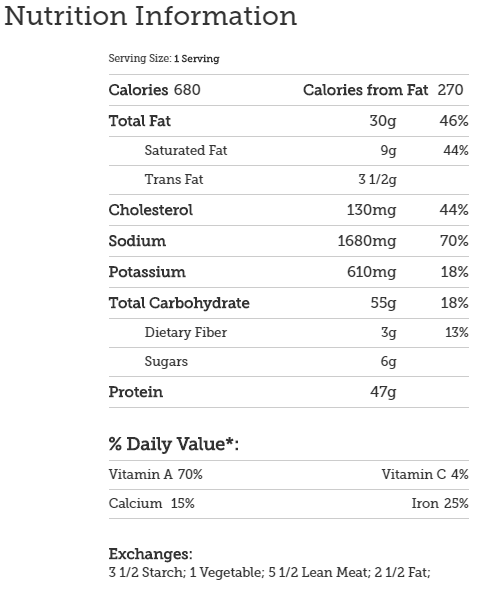 Nutrition Information
Serving Size: 1 Serving
Calories 680 Calories from Fat 270
Total Fat 30g 46%
Saturated Fat 9g 44%
Trans Fat 3 1/2g
Cholesterol 130mg 44%
Sodium 1680mg 70%
Potassium 610mg 18%
Total Carbohydrate 55g 18%
Dietary Fiber 3g 13%
Sugars 6g
Protein 47g
% Daily Value*:
Vitamin A 70% Vitamin C 4%
Calcium 15% Iron 25%
Exchanges:
3 1/2 Starch; 1 Vegetable; 5 1/2 Lean Meat; 2 1/2 Fat;